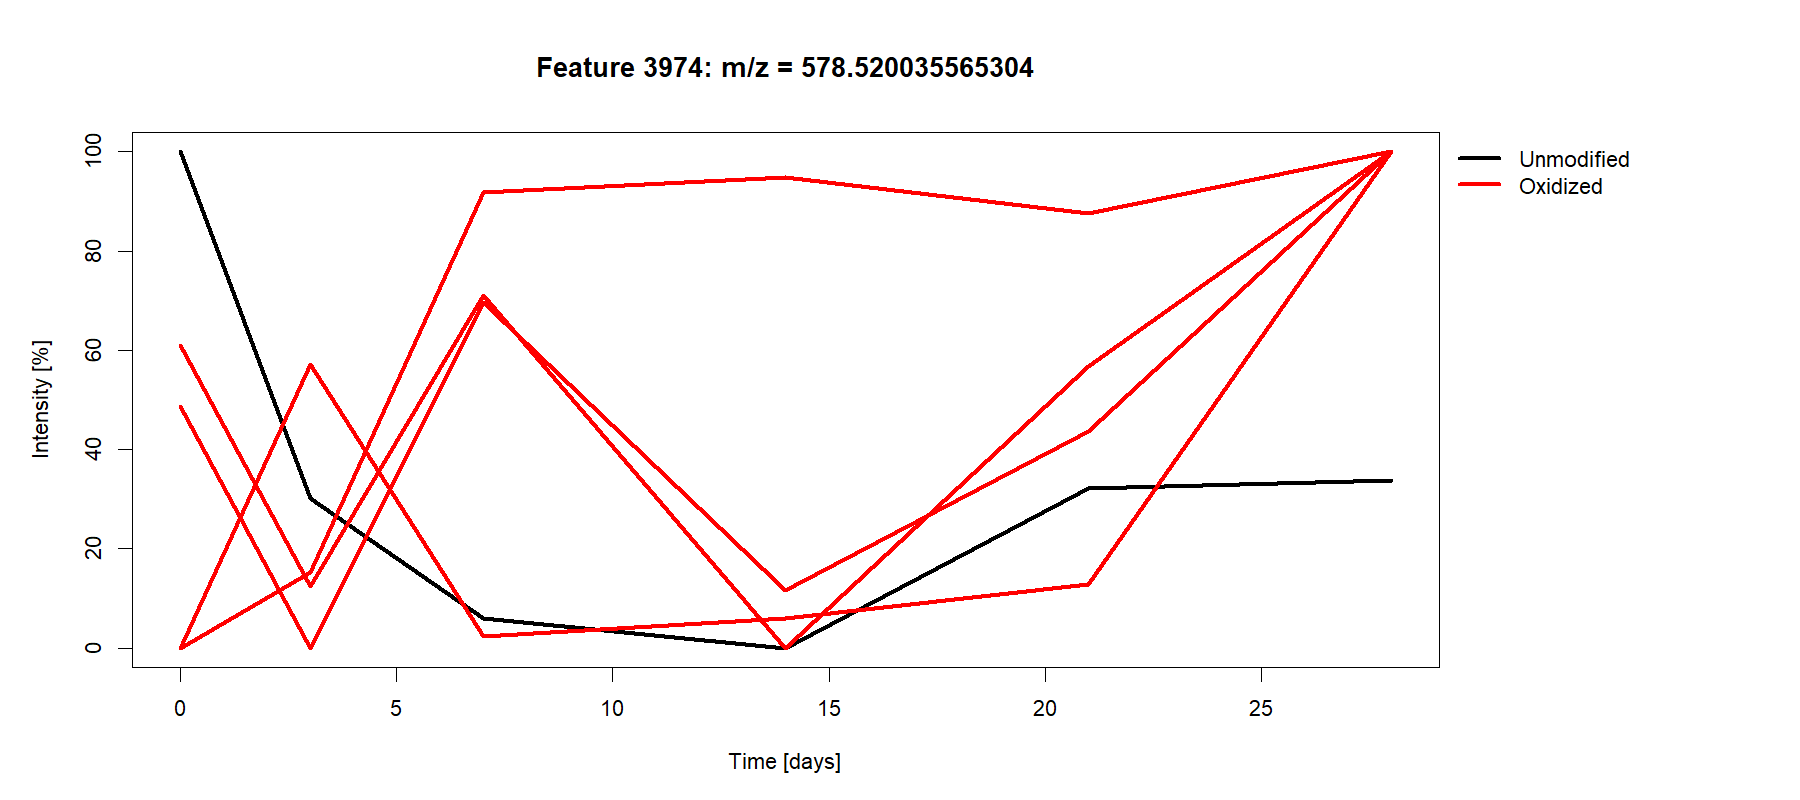 Feature 3974: m/z = 578.520035565304
Unmodified
Oxidized
Intensity [%]
100
80
60
40
20
0
0 5 10 15 20 25
Time [days]